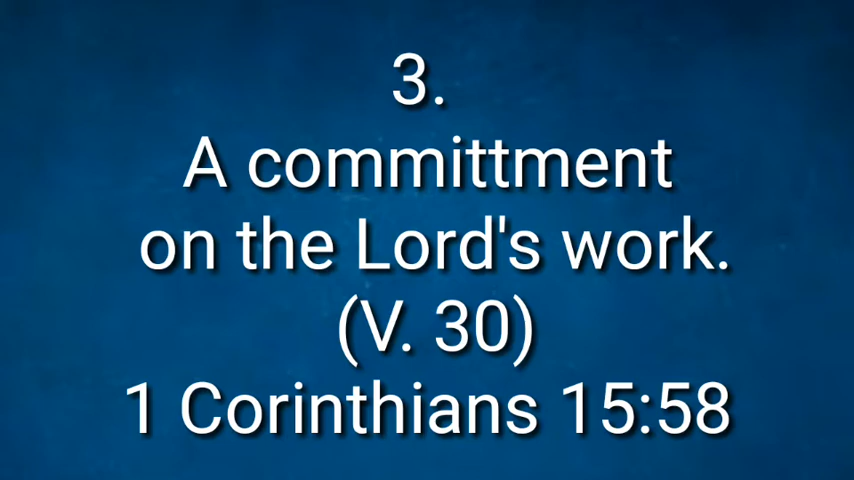 3.
A committment
on the Lord's work.
(V. 30)
1 Corinthians 15:58